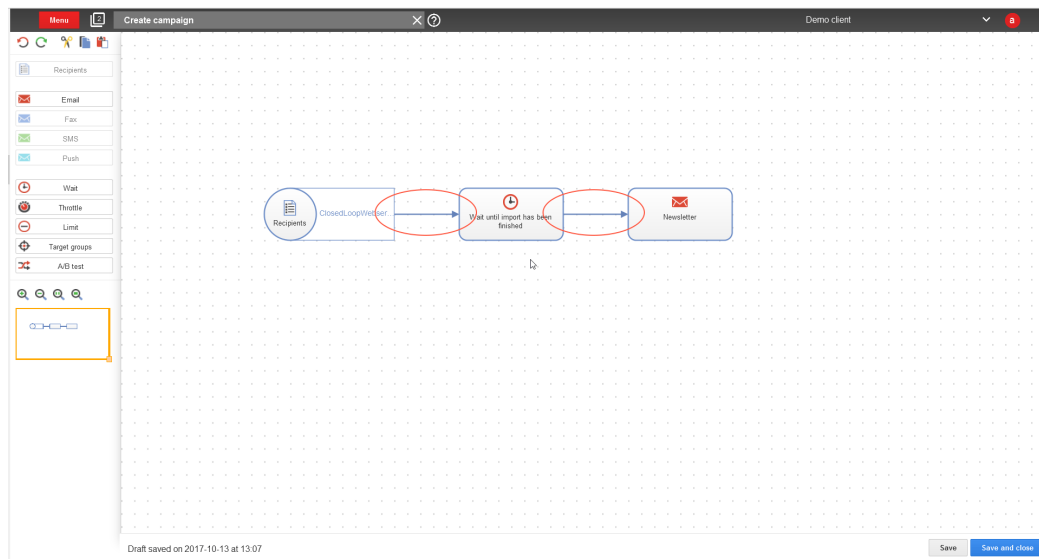 Menu
2
Create campaign
Demo client
a
Recipients
Email
Fax
SMS
Push
Wait
Throttle
Limit
Target groups
A/B test
Recipients
ClosedLoopWebser...
Wait until import has been
finished
Newsletter
Draft saved on 2017-10-13 at 13:07
Save
Save and close